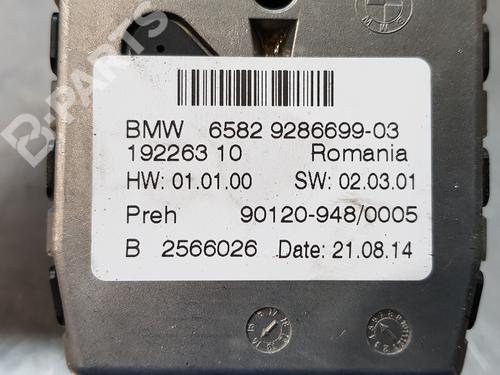 B-PARTS
BMW 6582 9286699-03
192263 10 Romania
HW: 01.01.00 SW: 02.03.01
Preh 90120-948/0005
B 2566026 Date: 21.08.14